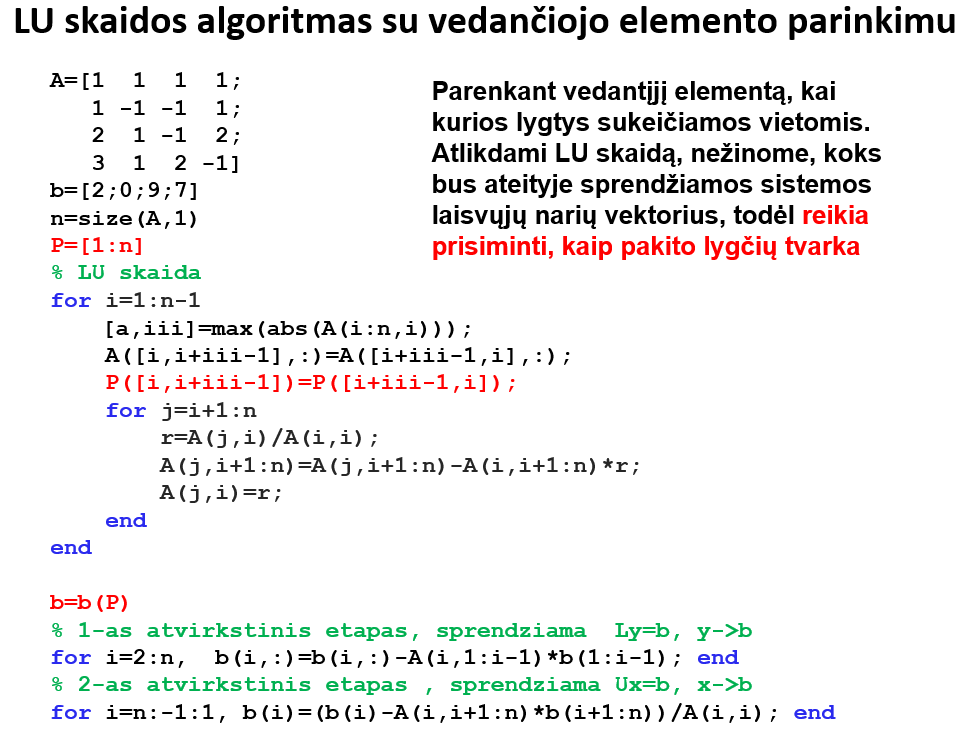 LU skaidos algoritmas su vedančiojo elemento parinkimu
A=[1 1 1 1;
1 -1 -1 1;
2 1 -1 2;
3 1 2 -1]
b=[2;0;9;7]
n=size(A,1)
P=[1:n]
% LU skaida
for i=1:n-1
[a,iii]=max(abs(A(i:n,i)));
A([i,i+iii-1],:)=A([i+iii-1,i],:);
P([i,i+iii-1])=P([i+iii-1,i]);
for j=i+1:n
r=A(j,i)/A(i,i);
A(j,i+1:n)=A(j,i+1:n)-A(i,i+1:n)*r;
A(j,i)=r;
end
end
b=b(P)
% 1-as atvirkstinis etapas, sprendziama Ly=b, y->b
for i=2:n, b(i,:)=b(i,:)-A(i,1:i-1)*b(1:i-1); end
% 2-as atvirkstinis etapas , sprendziama Ux=b, x->b
for i=n:-1:1, b(i)=(b(i)-A(i,i+1:n)*b(i+1:n))/A(i,i); end
Parenkant vedantįjį elementą, kai
kurios lygtys sukeičiamos vietomis.
Atlikdami LU skaidą, nežinome, koks
bus ateityje sprendžiamos sistemos
laisvųjų narių vektorius, todėl reikia
prisiminti, kaip pakito lygčių tvarka